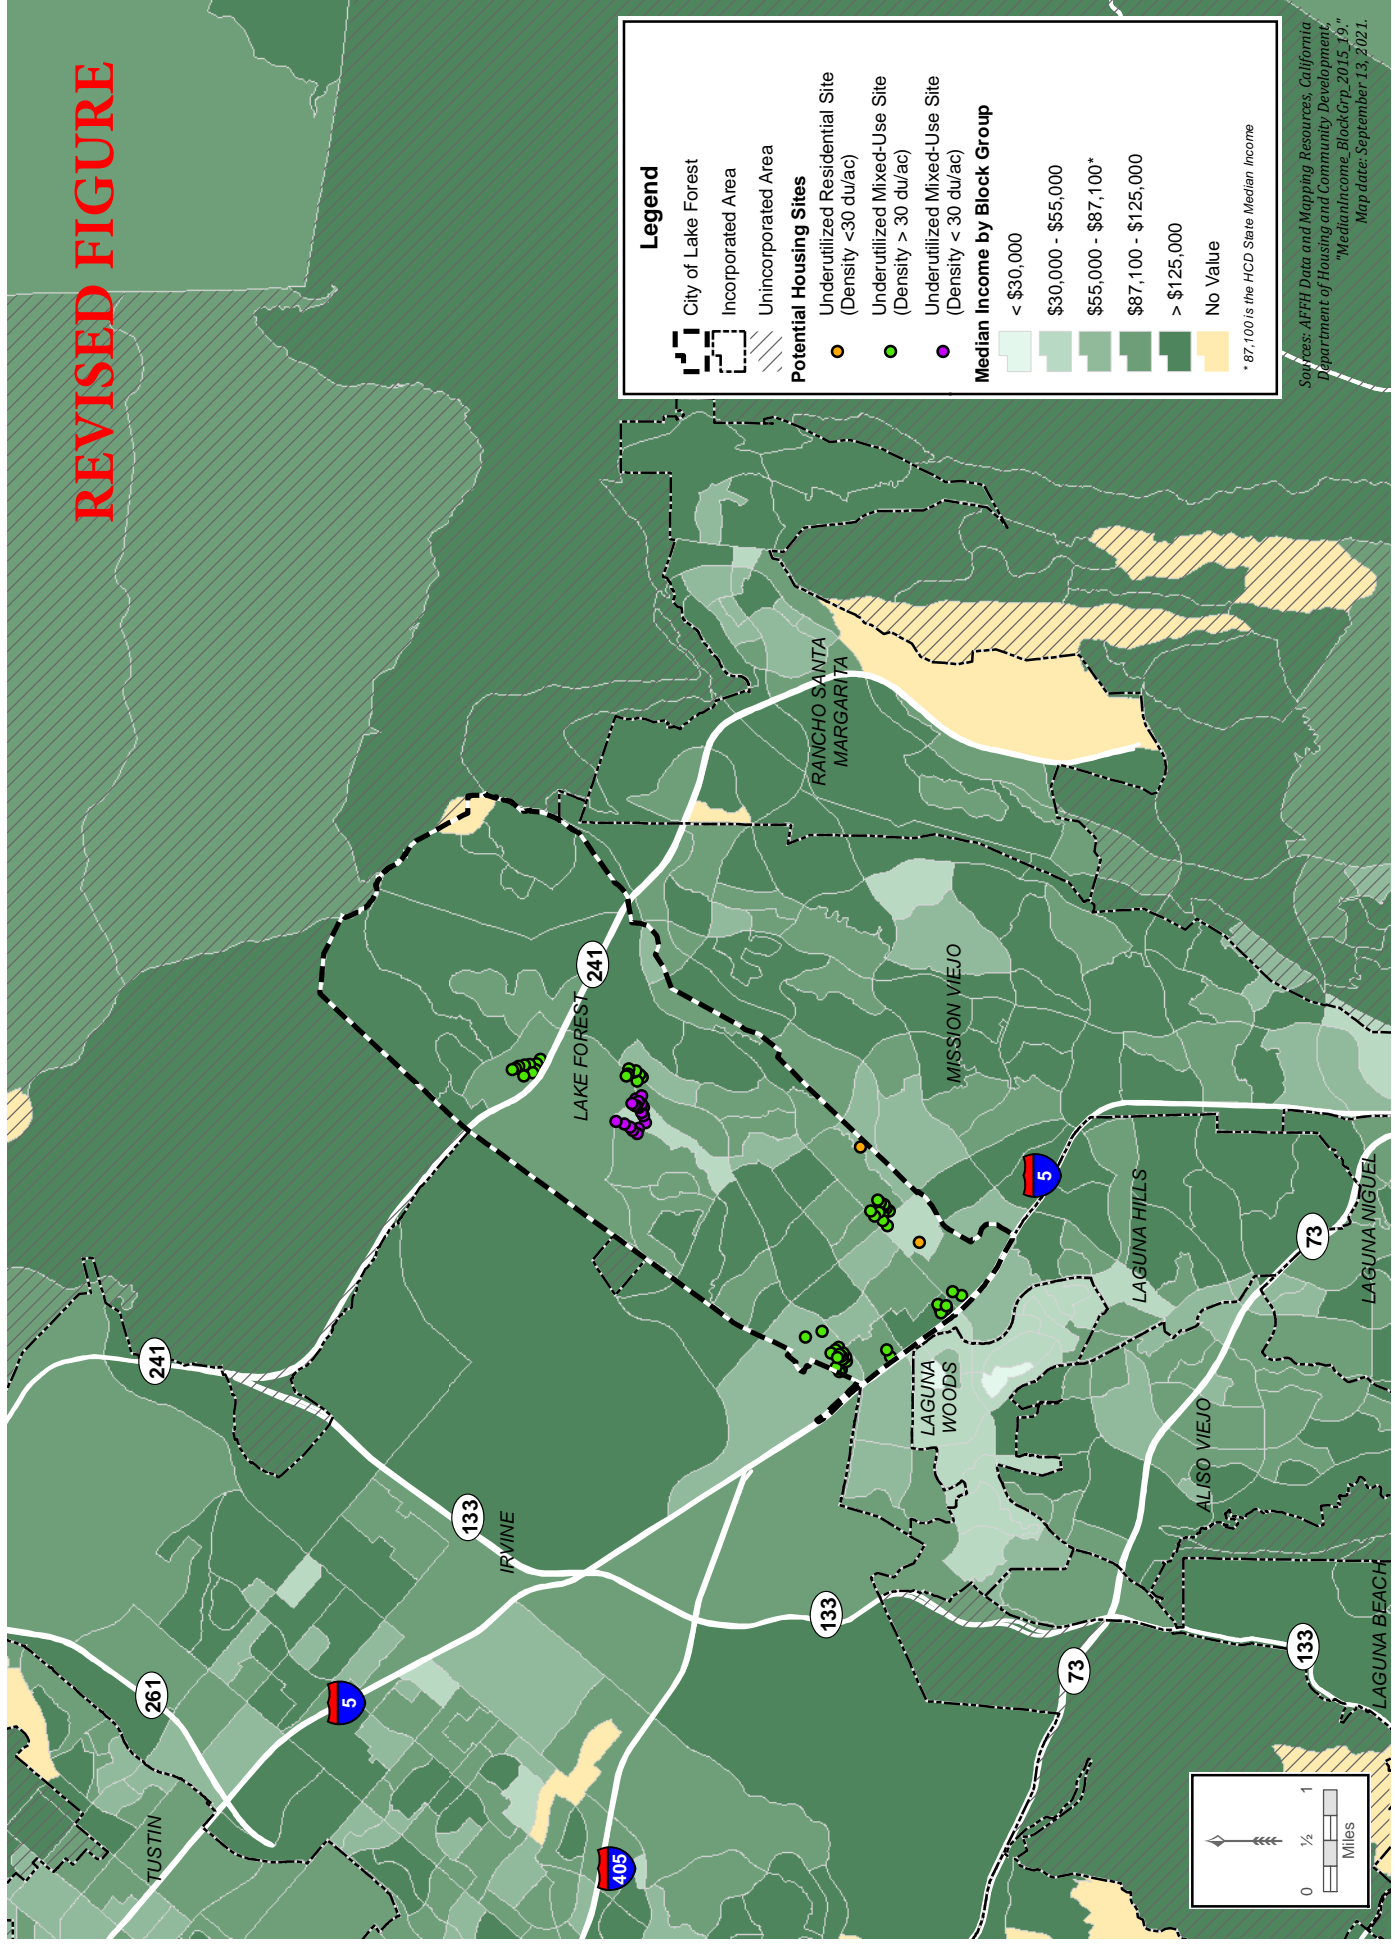 REVISED FIGURE
241
261
133
241
5
TUSTIN
IRVINE
405
133
LAKE FOREST
241
RANCHO SANTA
MARGARITA
MISSION VIEJO
5
LAGUNA
WOODS
LAGUNA HILLS
ALISO VIEJO
73
73
133
LAGUNA NIGUEL
LAGUNA BEACH
0 ½ 1
Miles
Legend
City of Lake Forest
Incorporated Area
Unincorporated Area
Potential Housing Sites
Underutilized Residential Site
(Density <30 du/ac)
Underutilized Mixed-Use Site
(Density > 30 du/ac)
Underutilized Mixed-Use Site
(Density < 30 du/ac)
Median Income by Block Group
< $30,000
$30,000 - $55,000
$55,000 - $87,100*
$87,100 - $125,000
> $125,000
No Value
* 87,100 is the HCD State Median Income
Sources: AFFH Data and Mapping Resources, California
Department of Housing and Community Development,
"MedianIncome_BlockGrp_2015_19."
Map date: September 13, 2021.